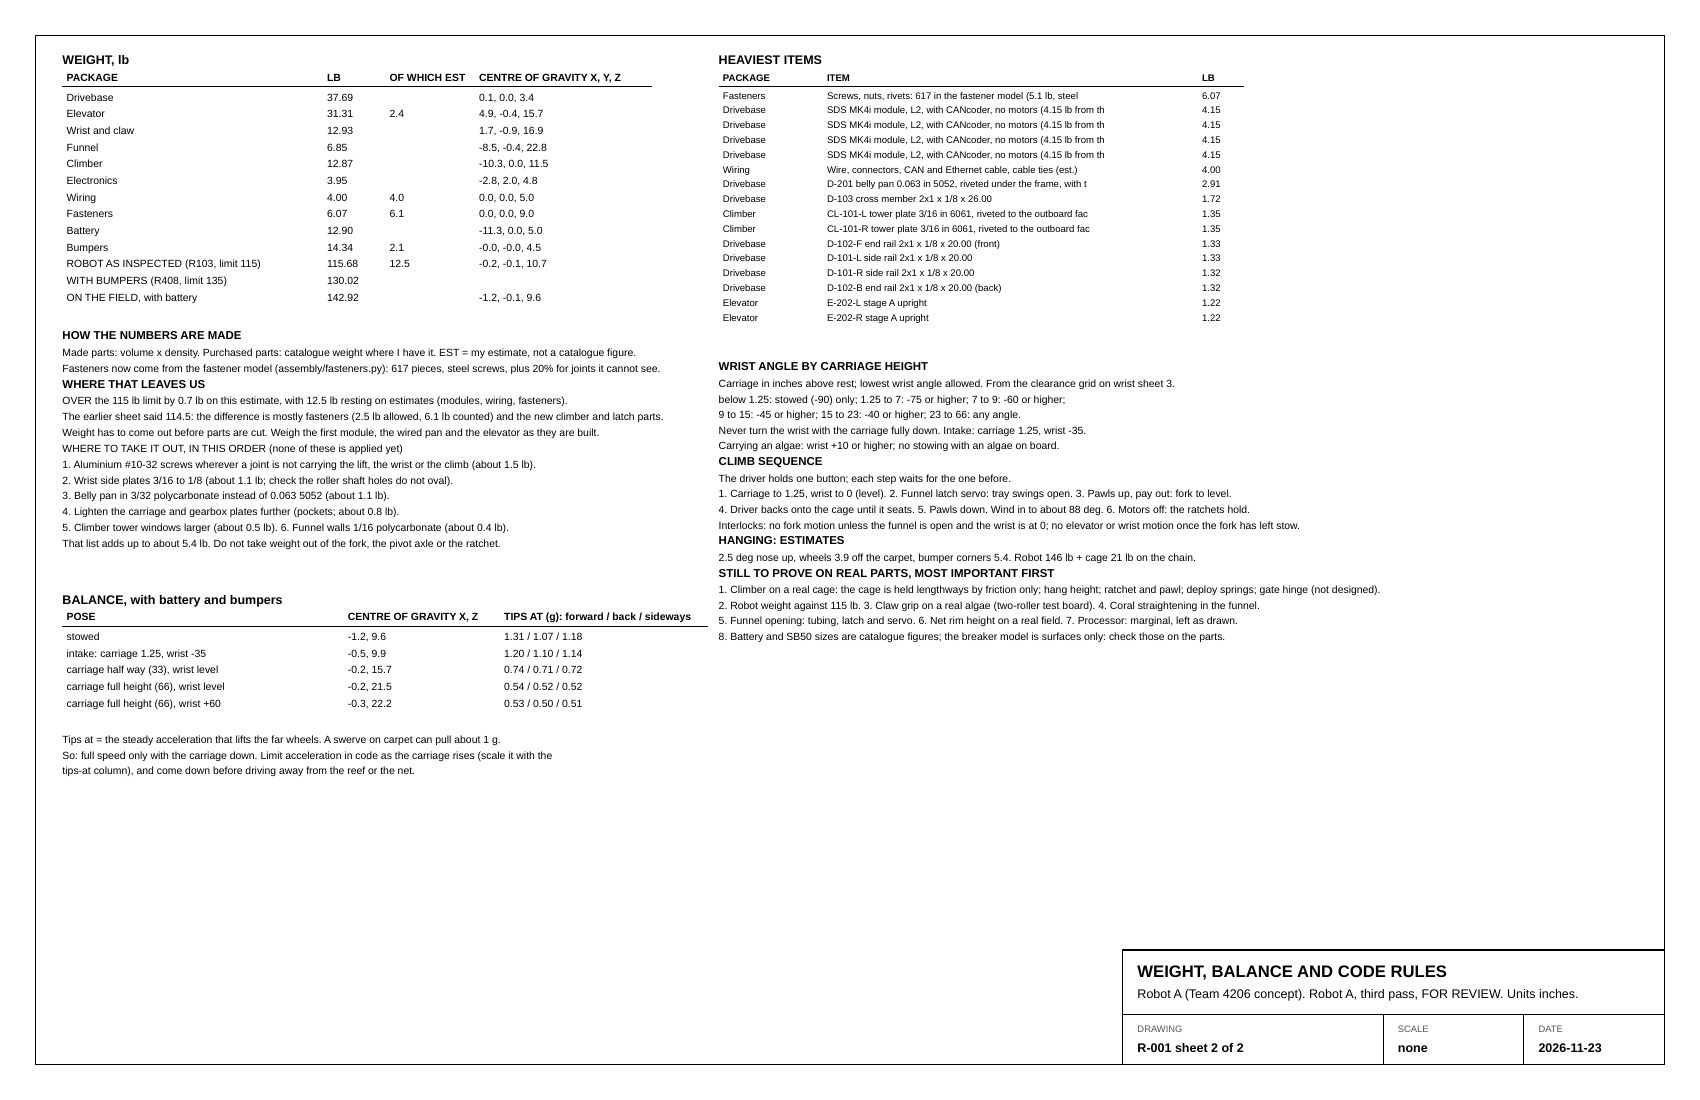 WEIGHT, lb
PACKAGE LB OF WHICH EST CENTRE OF GRAVITY X, Y, Z
Drivebase 37.69 0.1, 0.0, 3.4
Elevator 31.31 2.4 4.9, -0.4, 15.7
Wrist and claw 12.93 1.7, -0.9, 16.9
Funnel 6.85 -8.5, -0.4, 22.8
Climber 12.87 -10.3, 0.0, 11.5
Electronics 3.95 -2.8, 2.0, 4.8
Wiring 4.00 4.0 0.0, 0.0, 5.0
Fasteners 6.07 6.1 0.0, 0.0, 9.0
Battery 12.90 -11.3, 0.0, 5.0
Bumpers 14.34 2.1 -0.0, -0.0, 4.5
ROBOT AS INSPECTED (R103, limit 115) 115.68 12.5 -0.2, -0.1, 10.7
WITH BUMPERS (R408, limit 135) 130.02
ON THE FIELD, with battery 142.92 -1.2, -0.1, 9.6
HOW THE NUMBERS ARE MADE
Made parts: volume x density. Purchased parts: catalogue weight where I have it. EST = my estimate, not a catalogue figure.
Fasteners now come from the fastener model (assembly/fasteners.py): 617 pieces, steel screws, plus 20% for joints it cannot see.
WHERE THAT LEAVES US
OVER the 115 lb limit by 0.7 lb on this estimate, with 12.5 lb resting on estimates (modules, wiring, fasteners).
The earlier sheet said 114.5: the difference is mostly fasteners (2.5 lb allowed, 6.1 lb counted) and the new climber and latch parts.
Weight has to come out before parts are cut. Weigh the first module, the wired pan and the elevator as they are built.
WHERE TO TAKE IT OUT, IN THIS ORDER (none of these is applied yet)
1. Aluminium #10-32 screws wherever a joint is not carrying the lift, the wrist or the climb (about 1.5 lb).
2. Wrist side plates 3/16 to 1/8 (about 1.1 lb; check the roller shaft holes do not oval).
3. Belly pan in 3/32 polycarbonate instead of 0.063 5052 (about 1.1 lb).
4. Lighten the carriage and gearbox plates further (pockets; about 0.8 lb).
5. Climber tower windows larger (about 0.5 lb). 6. Funnel walls 1/16 polycarbonate (about 0.4 lb).
That list adds up to about 5.4 lb. Do not take weight out of the fork, the pivot axle or the ratchet.
BALANCE, with battery and bumpers
POSE CENTRE OF GRAVITY X, Z TIPS AT (g): forward / back / sideways
stowed -1.2, 9.6 1.31 / 1.07 / 1.18
intake: carriage 1.25, wrist -35 -0.5, 9.9 1.20 / 1.10 / 1.14
carriage half way (33), wrist level -0.2, 15.7 0.74 / 0.71 / 0.72
carriage full height (66), wrist level -0.2, 21.5 0.54 / 0.52 / 0.52
carriage full height (66), wrist +60 -0.3, 22.2 0.53 / 0.50 / 0.51
Tips at = the steady acceleration that lifts the far wheels. A swerve on carpet can pull about 1 g.
So: full speed only with the carriage down. Limit acceleration in code as the carriage rises (scale it with the
tips-at column), and come down before driving away from the reef or the net.
HEAVIEST ITEMS
PACKAGE ITEM LB
Fasteners Screws, nuts, rivets: 617 in the fastener model (5.1 lb, steel 6.07
Drivebase SDS MK4i module, L2, with CANcoder, no motors (4.15 lb from th 4.15
Drivebase SDS MK4i module, L2, with CANcoder, no motors (4.15 lb from th 4.15
Drivebase SDS MK4i module, L2, with CANcoder, no motors (4.15 lb from th 4.15
Drivebase SDS MK4i module, L2, with CANcoder, no motors (4.15 lb from th 4.15
Wiring Wire, connectors, CAN and Ethernet cable, cable ties (est.) 4.00
Drivebase D-201 belly pan 0.063 in 5052, riveted under the frame, with t 2.91
Drivebase D-103 cross member 2x1 x 1/8 x 26.00 1.72
Climber CL-101-L tower plate 3/16 in 6061, riveted to the outboard fac 1.35
Climber CL-101-R tower plate 3/16 in 6061, riveted to the outboard fac 1.35
Drivebase D-102-F end rail 2x1 x 1/8 x 20.00 (front) 1.33
Drivebase D-101-L side rail 2x1 x 1/8 x 20.00 1.33
Drivebase D-101-R side rail 2x1 x 1/8 x 20.00 1.32
Drivebase D-102-B end rail 2x1 x 1/8 x 20.00 (back) 1.32
Elevator E-202-L stage A upright 1.22
Elevator E-202-R stage A upright 1.22
WRIST ANGLE BY CARRIAGE HEIGHT
Carriage in inches above rest; lowest wrist angle allowed. From the clearance grid on wrist sheet 3.
below 1.25: stowed (-90) only; 1.25 to 7: -75 or higher; 7 to 9: -60 or higher;
9 to 15: -45 or higher; 15 to 23: -40 or higher; 23 to 66: any angle.
Never turn the wrist with the carriage fully down. Intake: carriage 1.25, wrist -35.
Carrying an algae: wrist +10 or higher; no stowing with an algae on board.
CLIMB SEQUENCE
The driver holds one button; each step waits for the one before.
1. Carriage to 1.25, wrist to 0 (level). 2. Funnel latch servo: tray swings open. 3. Pawls up, pay out: fork to level.
4. Driver backs onto the cage until it seats. 5. Pawls down. Wind in to about 88 deg. 6. Motors off: the ratchets hold.
Interlocks: no fork motion unless the funnel is open and the wrist is at 0; no elevator or wrist motion once the fork has left stow.
HANGING: ESTIMATES
2.5 deg nose up, wheels 3.9 off the carpet, bumper corners 5.4. Robot 146 lb + cage 21 lb on the chain.
STILL TO PROVE ON REAL PARTS, MOST IMPORTANT FIRST
1. Climber on a real cage: the cage is held lengthways by friction only; hang height; ratchet and pawl; deploy springs; gate hinge (not designed).
2. Robot weight against 115 lb. 3. Claw grip on a real algae (two-roller test board). 4. Coral straightening in the funnel.
5. Funnel opening: tubing, latch and servo. 6. Net rim height on a real field. 7. Processor: marginal, left as drawn.
8. Battery and SB50 sizes are catalogue figures; the breaker model is surfaces only: check those on the parts.
WEIGHT, BALANCE AND CODE RULES
Robot A (Team 4206 concept). Robot A, third pass, FOR REVIEW. Units inches.
DRAWING SCALE DATE
R-001 sheet 2 of 2 none 2026-11-23